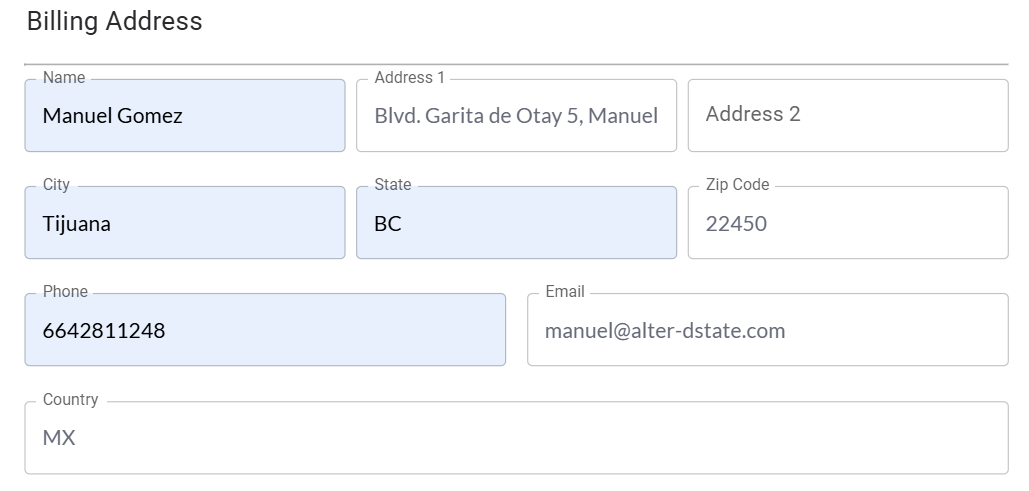 Billing Address
Name
Address 1
Manuel Gomez
Blvd. Garita de Otay 5, Manuel
Address 2
City
State
Zip Code
Tijuana
BC
22450
Phone
Email
6642811248
manuel@alter-dstate.com
Country
MX